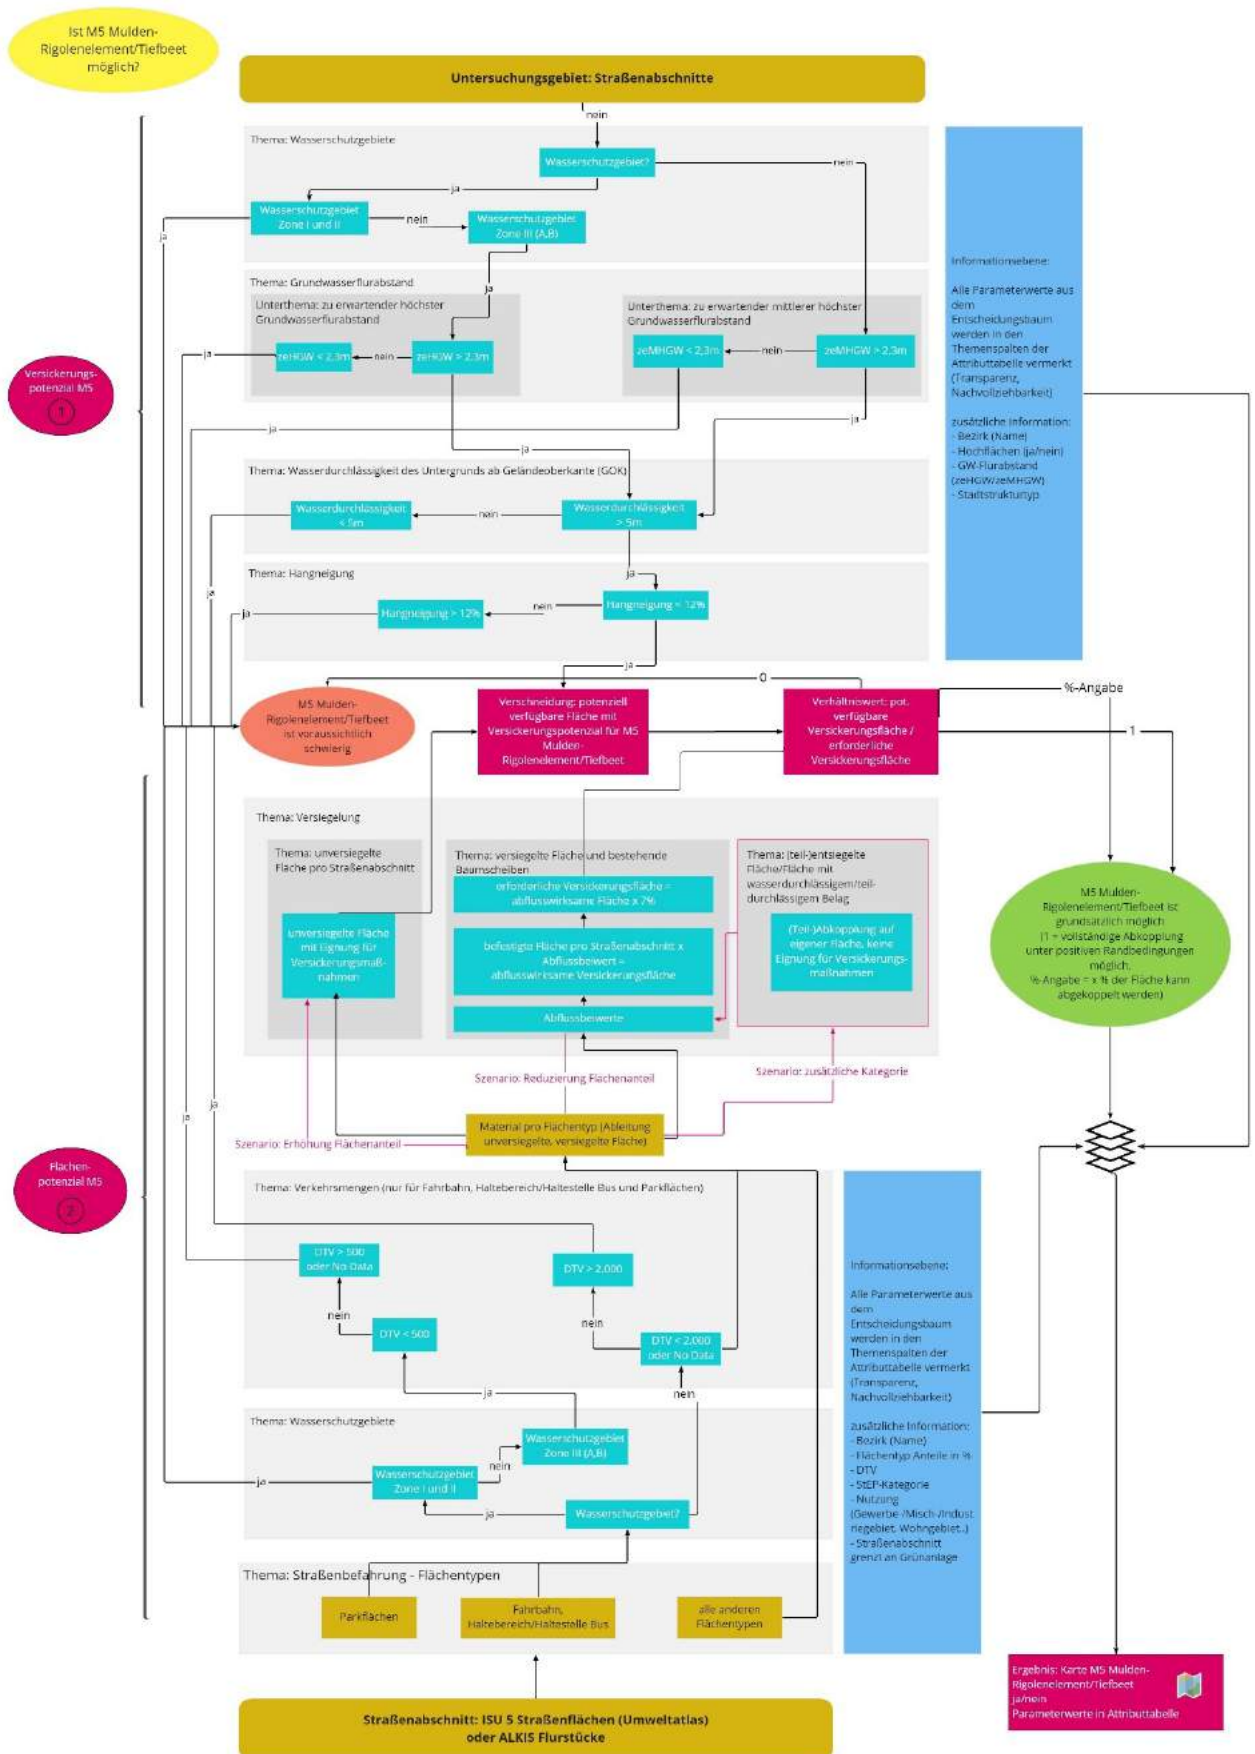 Ist M5 Mulden-
Rigolenelement/Tiefbeet
möglich?
Untersuchungsgebiet: Straßenabschnitte
nein
Thema: Wasserschutzgebiete
Wasserschutzgebiet?
nein
ja
Wasserschutzgebiet
Zone I und II
nein
Wasserschutzgebiet
Zone III (A,B)
ja
ja
Thema: Grundwasserflurabstand
Unterthema: zu erwartender höchster
Grundwasserflurabstand
Unterthema: zu erwartender mittlerer höchster
Grundwasserflurabstand
ja
zeHGW < 2,3m
nein
zeHGW > 2,3m
zeMHGW < 2,3m
nein
zeMHGW > 2,3m
Versickerungs-
potenzial M5
1
ja
ja
ja
Thema: Wasserdurchlässigkeit des Untergrunds ab Geländeoberkante (GOK)
Wasserdurchlässigkeit
< 5m
nein
Wasserdurchlässigkeit
> 5m
ja
Thema: Hangneigung
ja
ja
Hangneigung > 12%
nein
Hangneigung < 12%
ja
Informationsebene:
Alle Parameterwerte aus
dem
Entscheidungsbaum
werden in den
Themenspalten der
Attributtabelle vermerkt
(Transparenz,
Nachvollziehbarkeit)
zusätzliche Information:
- Bezirk (Name)
- Hochflächen (ja/nein)
- GW-Flurabstand
(zeHGW/zeMHGW)
- Stadtstrukturtyp
0
%-Angabe
1
M5 Mulden-
Rigolenelement/Tiefbeet
ist voraussichtlich
schwierig
Verschneidung: potenziell
verfügbare Fläche mit
Versickerungspotenzial für M5
Mulden-
Rigolenelement/Tiefbeet
Verhältniswert: pot.
verfügbare
Versickerungsfläche /
erforderliche
Versickerungsfläche
Thema: Versiegelung
Thema: unversiegelte
Fläche pro Straßenabschnitt
unversiegelte Fläche
mit Eignung für
Versickerungsmaß-
nahmen
Thema: versiegelte Fläche und bestehende
Baumscheiben
erforderliche Versickerungsfläche =
abflusswirksame Fläche x 7%
befestigte Fläche pro Straßenabschnitt x
Abflussbeiwert =
abflusswirksame Versickerungsfläche
Abflussbeiwerte
Thema: (teil-)entsiegelte
Fläche/Fläche mit
wasserdurchlässigem/teil-
durchlässigem Belag
(Teil-)Abkopplung auf
eigener Fläche, keine
Eignung für Versickerungs-
maßnahmen
M5 Mulden-
Rigolenelement/Tiefbeet ist
grundsätzlich möglich
(1 = vollständige Abkopplung
unter positiven Randbedingungen
möglich.
%-Angabe = x % der Fläche kann
abgekoppelt werden)
Szenario: Reduzierung Flächenanteil
Szenario: zusätzliche Kategorie
Szenario: Erhöhung Flächenanteil
Material pro Flächentyp (Ableitung
unversiegelte, versiegelte Fläche)
ja
ja
Flächen-
potenzial M5
2
Thema: Verkehrsmengen (nur für Fahrbahn, Haltebereich/Haltestelle Bus und Parkflächen)
DTV > 500
oder No Data
DTV > 2.000
nein
nein
DTV < 500
DTV < 2.000
oder No Data
ja
nein
Thema: Wasserschutzgebiete
Wasserschutzgebiet
Zone III (A,B)
nein
ja
Wasserschutzgebiet
Zone I und II
ja
Wasserschutzgebiet?
Thema: Straßenbefahrung - Flächentypen
Parkflächen
Fahrbahn,
Haltebereich/Haltestelle Bus
alle anderen
Flächentypen
Informationsebene:
Alle Parameterwerte aus
dem
Entscheidungsbaum
werden in den
Themenspalten der
Attributtabelle vermerkt
(Transparenz,
Nachvollziehbarkeit)
zusätzliche Information:
- Bezirk (Name)
- Flächentyp Anteile in %
- DTV
- StEP-Kategorie
- Nutzung
(Gewerbe-/Misch-/Indust
riegebiet, Wohngebiet..)
- Straßenabschnitt
grenzt an Grünanlage
Straßenabschnitt: ISU 5 Straßenflächen (Umweltatlas)
oder ALKIS Flurstücke
Ergebnis: Karte M5 Mulden-
Rigolenelement/Tiefbeet
ja/nein
Parameterwerte in Attributtabelle